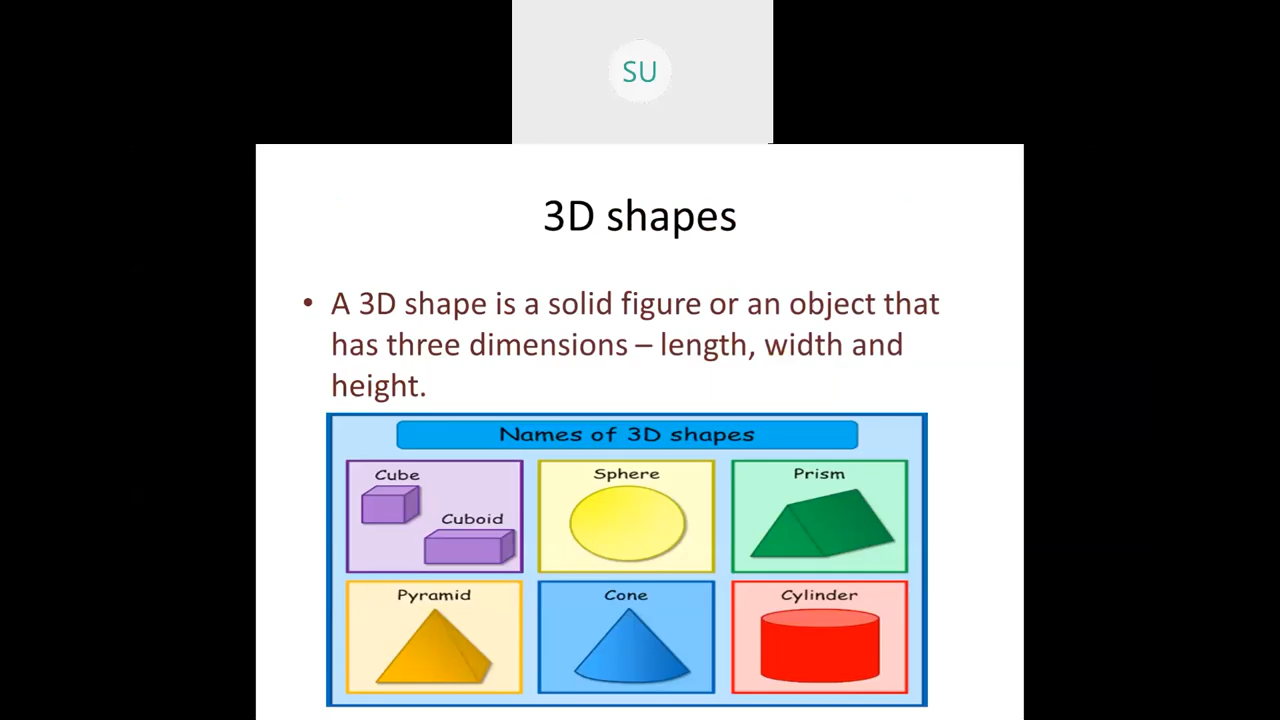 SU
3D shapes
• A 3D shape is a solid figure or an object that
has three dimensions – length, width and
height.
Names of 3D shapes
Cube
Cuboid
Sphere
Prism
Pyramid
Cone
Cylinder